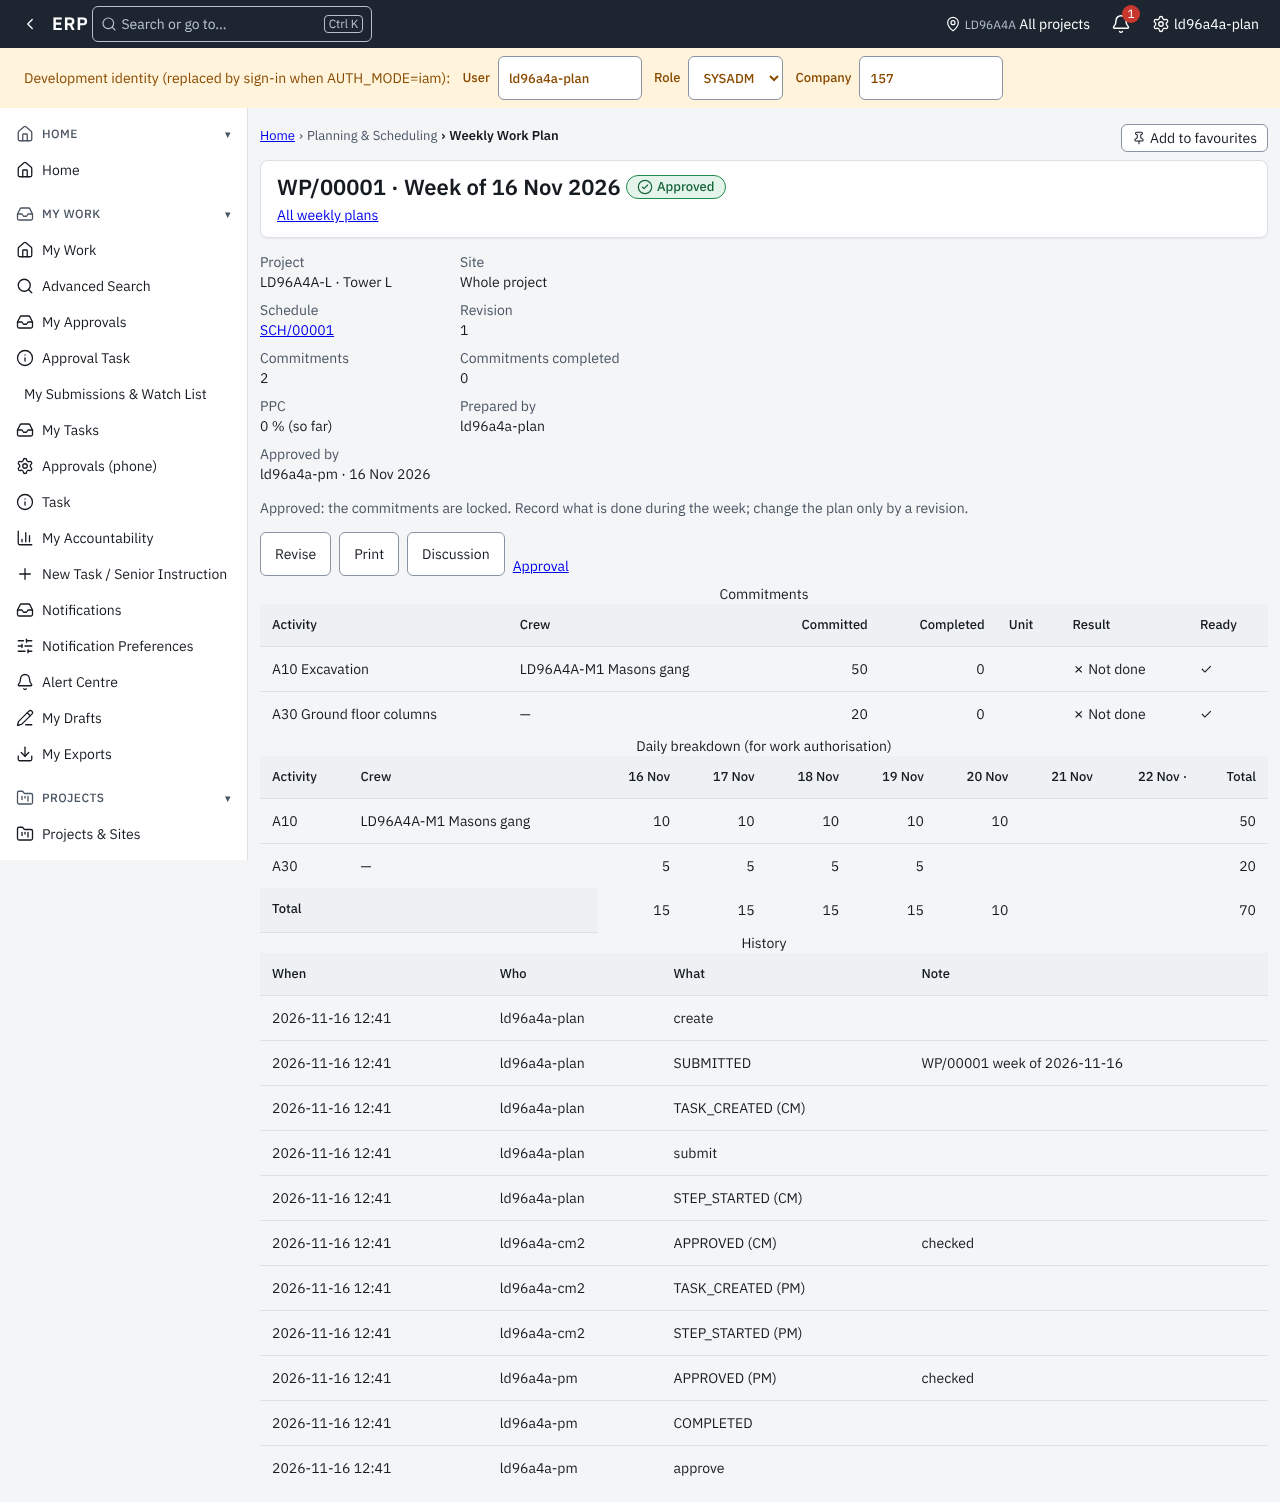 ERP
Search or go to...
Ctrl K
LD96A4A All projects
1
ld96a4a-plan
Development identity (replaced by sign-in when AUTH_MODE=iam):
User
ld96a4a-plan
Role
SYSADM
Company
157
HOME
Home
MY WORK
My Work
Advanced Search
My Approvals
Approval Task
My Submissions & Watch List
My Tasks
Approvals (phone)
Task
My Accountability
New Task / Senior Instruction
Notifications
Notification Preferences
Alert Centre
My Drafts
My Exports
PROJECTS
Projects & Sites
Home › Planning & Scheduling › Weekly Work Plan
Add to favourites
WP/00001 · Week of 16 Nov 2026
Approved
All weekly plans
Project
LD96A4A-L · Tower L
Site
Whole project
Schedule
SCH/00001
Revision
1
Commitments
2
Commitments completed
0
PPC
0 % (so far)
Prepared by
ld96a4a-plan
Approved by
ld96a4a-pm · 16 Nov 2026
Approved: the commitments are locked. Record what is done during the week; change the plan only by a revision.
Revise
Print
Discussion
Approval
Commitments
Activity Crew Committed Completed Unit Result Ready
A10 Excavation LD96A4A-M1 Masons gang 50 0 ✕ Not done ✓
A30 Ground floor columns — 20 0 ✕ Not done ✓
Daily breakdown (for work authorisation)
Activity Crew 16 Nov 17 Nov 18 Nov 19 Nov 20 Nov 21 Nov 22 Nov · Total
A10 LD96A4A-M1 Masons gang 10 10 10 10 10 50
A30 — 5 5 5 5 20
Total 15 15 15 15 10 70
History
When Who What Note
2026-11-16 12:41 ld96a4a-plan create
2026-11-16 12:41 ld96a4a-plan SUBMITTED WP/00001 week of 2026-11-16
2026-11-16 12:41 ld96a4a-plan TASK_CREATED (CM)
2026-11-16 12:41 ld96a4a-plan submit
2026-11-16 12:41 ld96a4a-plan STEP_STARTED (CM)
2026-11-16 12:41 ld96a4a-cm2 APPROVED (CM) checked
2026-11-16 12:41 ld96a4a-cm2 TASK_CREATED (PM)
2026-11-16 12:41 ld96a4a-cm2 STEP_STARTED (PM)
2026-11-16 12:41 ld96a4a-pm APPROVED (PM) checked
2026-11-16 12:41 ld96a4a-pm COMPLETED
2026-11-16 12:41 ld96a4a-pm approve